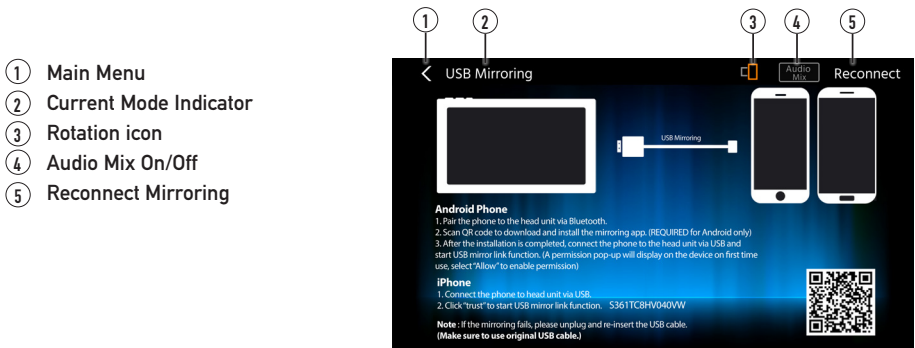 1 Main Menu
2 Current Mode Indicator
3 Rotation icon
4 Audio Mix On/Off
5 Reconnect Mirroring
1 2 3 4 5
USB Mirroring Audio Mix Reconnect
USB Mirroring
Android Phone
1. Pair the phone to the head unit via Bluetooth.
2. Scan QR code to download and install the mirroring app. (REQUIRED for Android only)
3. After the installation is completed, connect the phone to the head unit via USB and
start USB mirror link function. (A permission pop-up will display on the device on first time
use, select "Allow" to enable permission)
iPhone
1. Connect the phone to head unit via USB.
2. Click "trust" to start USB mirror link function. S361TC8HV040VW
Note : If the mirroring fails, please unplug and re-insert the USB cable.
(Make sure to use original USB cable.)